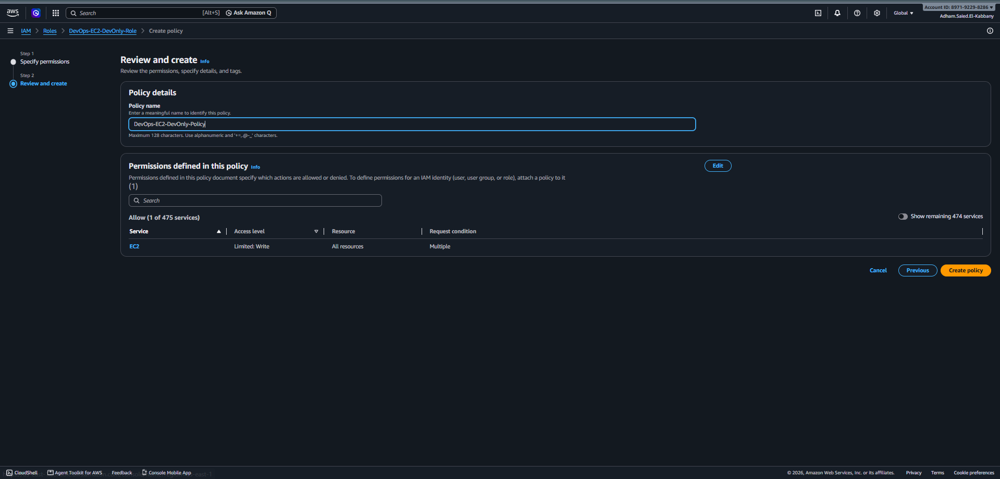 aws
Search [Alt+S] Ask Amazon Q
Global
Account ID: 8971-9229-8286
Adham.Saied.El-Kabbany
IAM > Roles > DevOps-EC2-DevOnly-Role > Create policy
Step 1
Specify permissions
Step 2
Review and create
Review and create Info
Review the permissions, specify details, and tags.
Policy details
Policy name
Enter a meaningful name to identify this policy.
DevOps-EC2-DevOnly-Policy
Maximum 128 characters. Use alphanumeric and '+=,.@-_' characters.
Permissions defined in this policy Info
Edit
Permissions defined in this policy document specify which actions are allowed or denied. To define permissions for an IAM identity (user, user group, or role), attach a policy to it
(1)
Search
Allow (1 of 475 services)
Show remaining 474 services
Service Access level Resource Request condition
EC2 Limited: Write All resources Multiple
Cancel Previous Create policy
CloudShell Agent Toolkit for AWS Feedback Console Mobile App
© 2026, Amazon Web Services, Inc. or its affiliates. Privacy Terms Cookie preferences